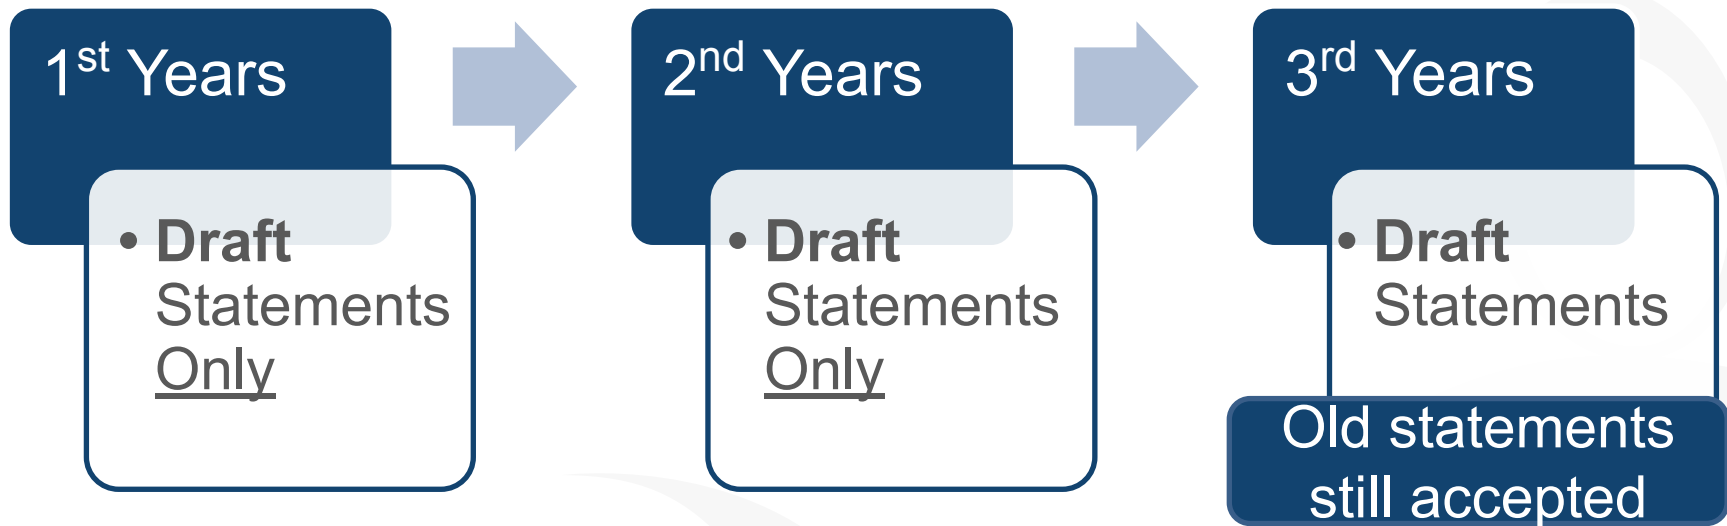 1st Years
• Draft
Statements
Only
2nd Years
• Draft
Statements
Only
3rd Years
• Draft
Statements
Old statements
still accepted